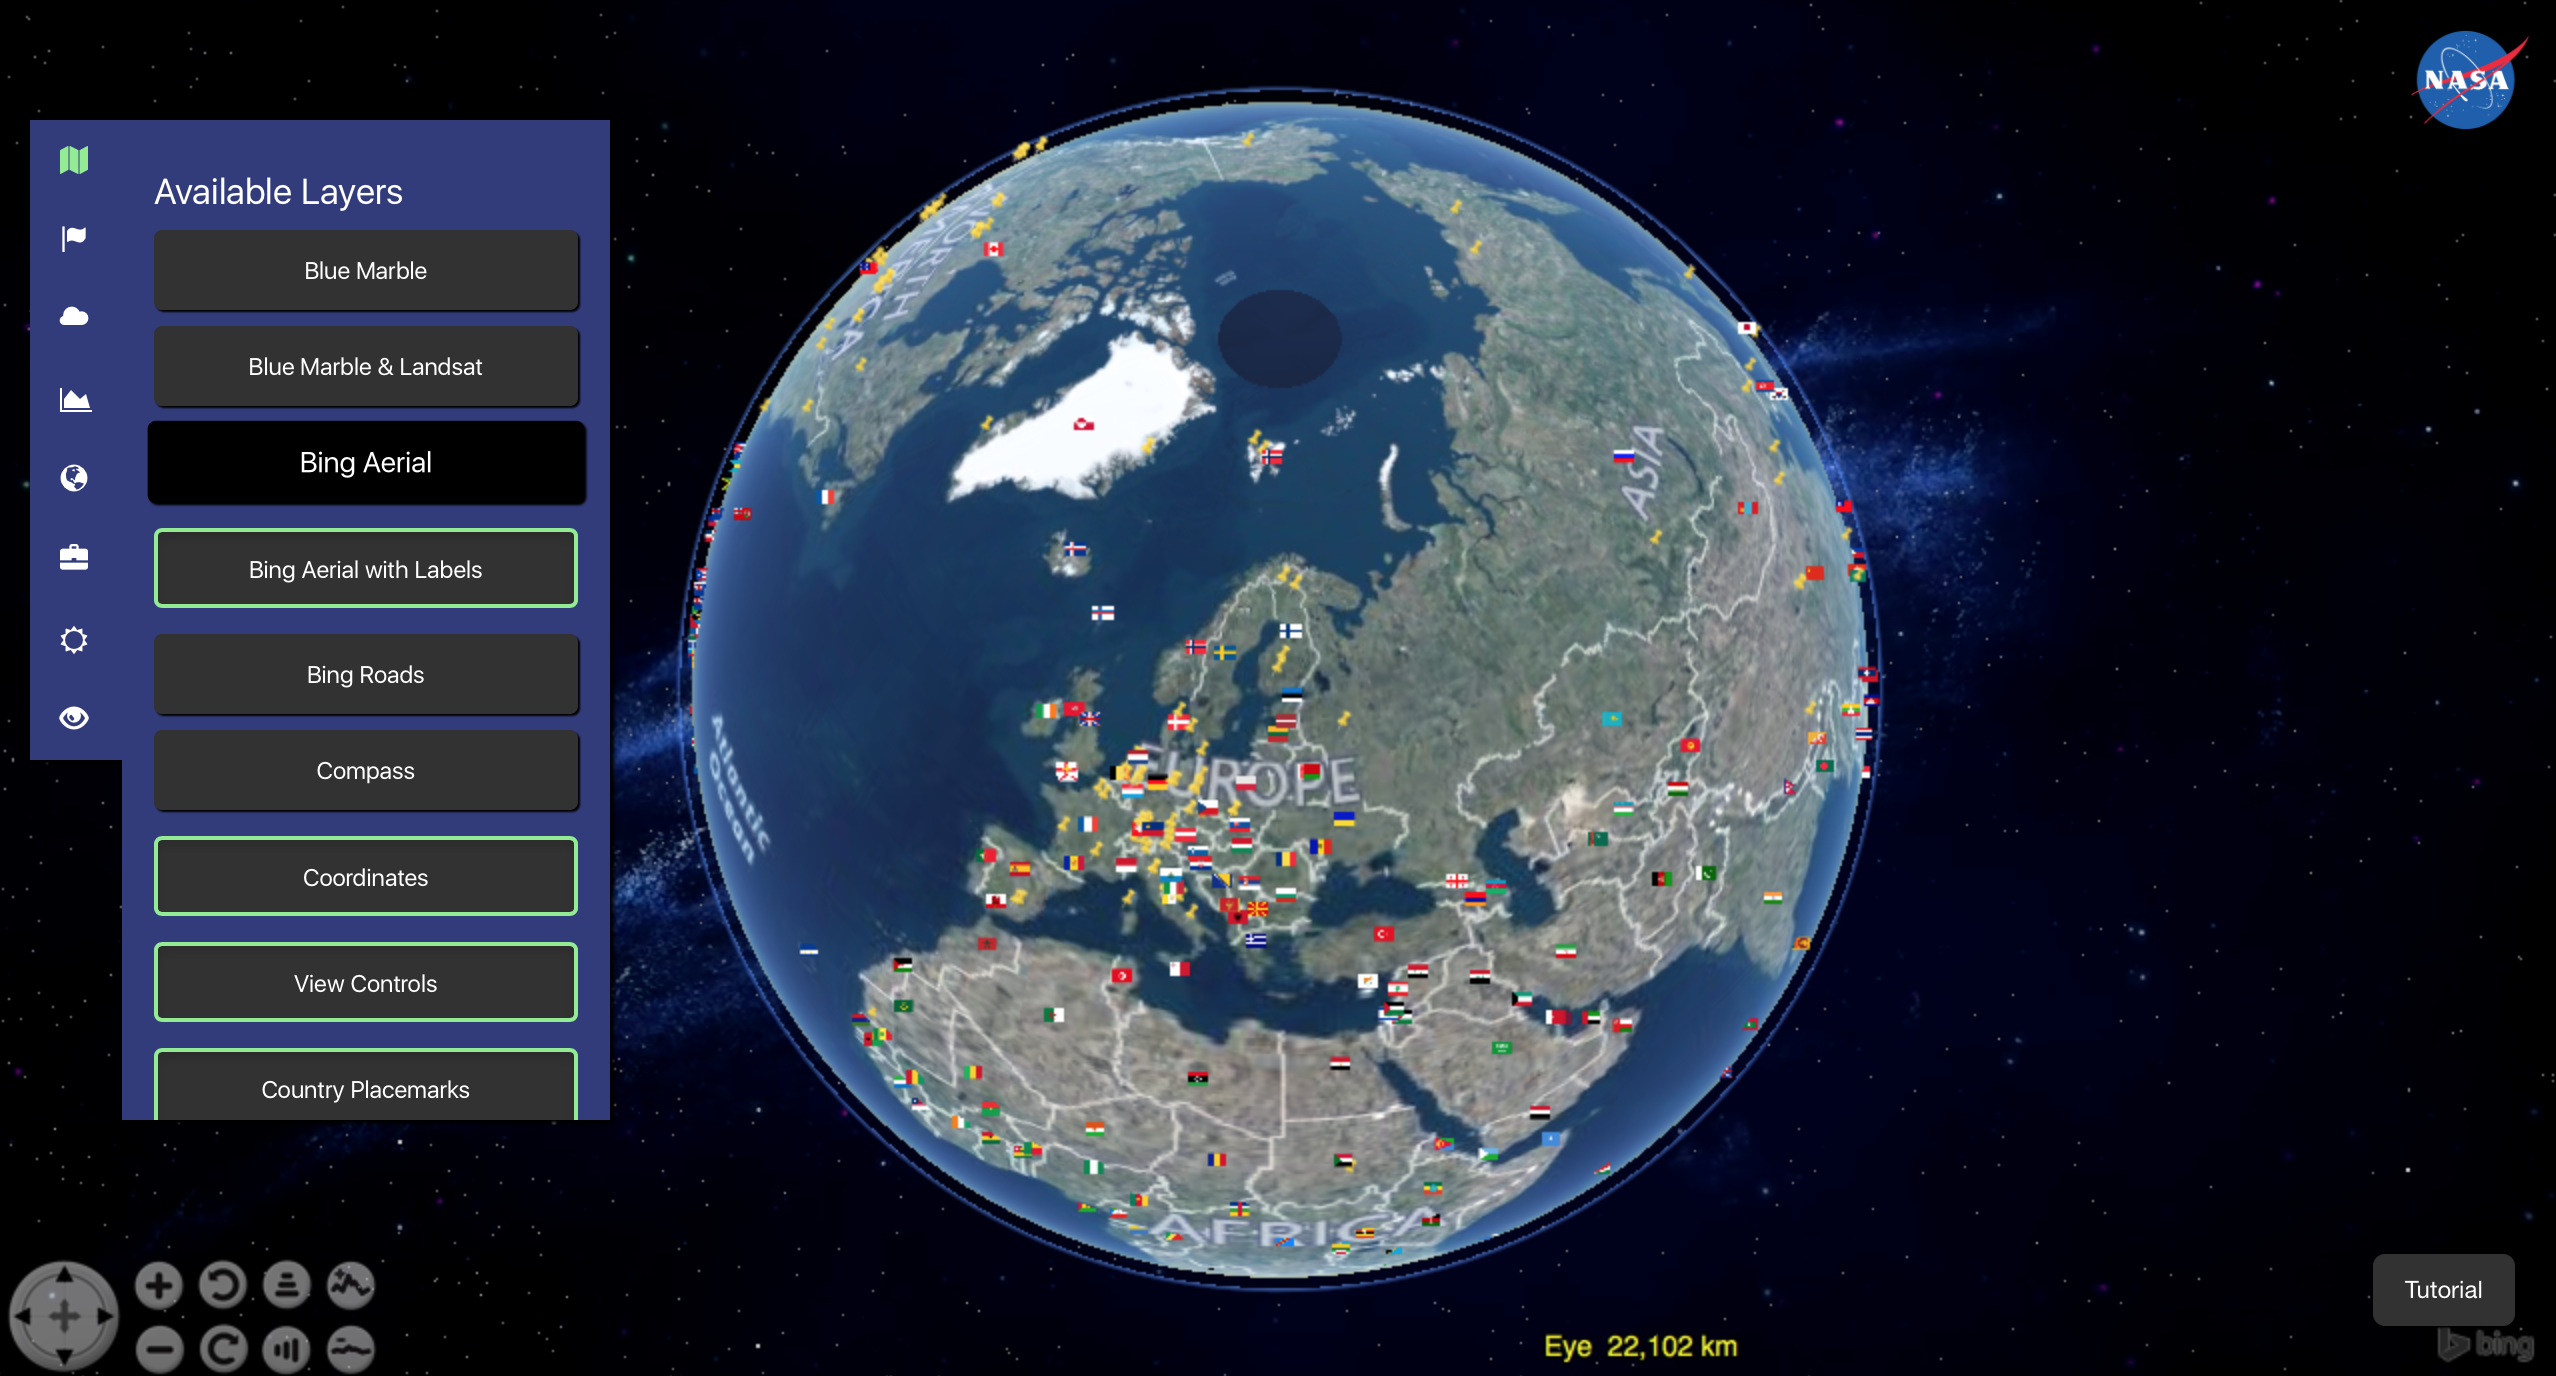 NASA
Available Layers
Blue Marble
Blue Marble & Landsat
Bing Aerial
Bing Aerial with Labels
Bing Roads
Compass
Coordinates
View Controls
Country Placemarks
NORTH
AMERICA
ASIA
EUROPE
Atlantic
Ocean
AFRICA
Tutorial
Eye 22,102 km
bing